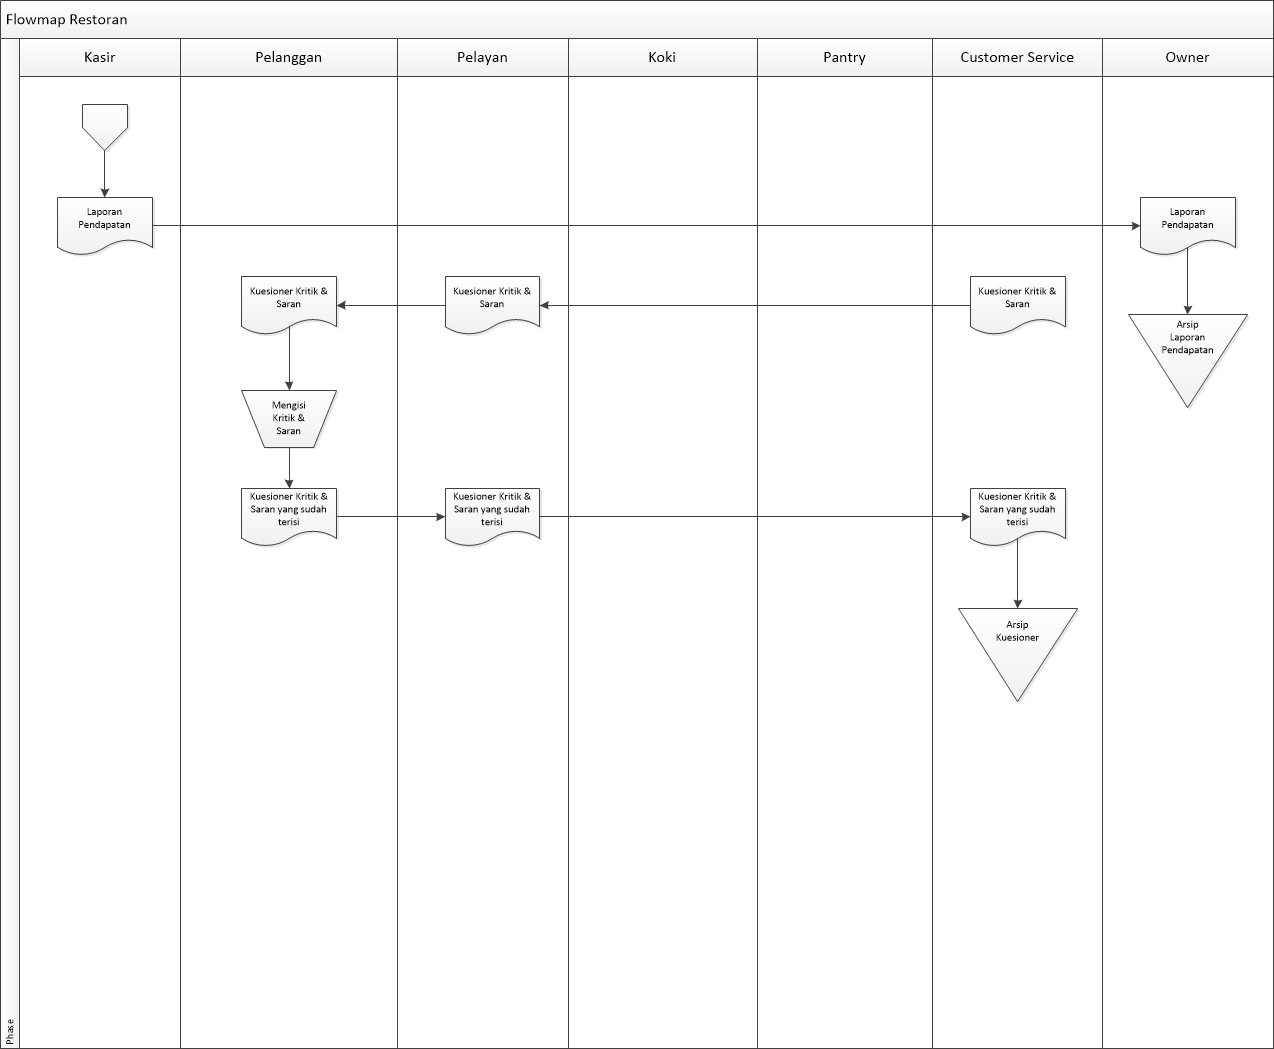 Flowmap Restoran
Kasir
Pelanggan
Pelayan
Koki
Pantry
Customer Service
Owner
Laporan
Pendapatan
Laporan
Pendapatan
Kuesioner Kritik &
Saran
Kuesioner Kritik &
Saran
Kuesioner Kritik &
Saran
Arsip
Laporan
Pendapatan
Mengisi
Kritik &
Saran
Kuesioner Kritik &
Saran yang sudah
terisi
Kuesioner Kritik &
Saran yang sudah
terisi
Kuesioner Kritik &
Saran yang sudah
terisi
Arsip
Kuesioner
Phase